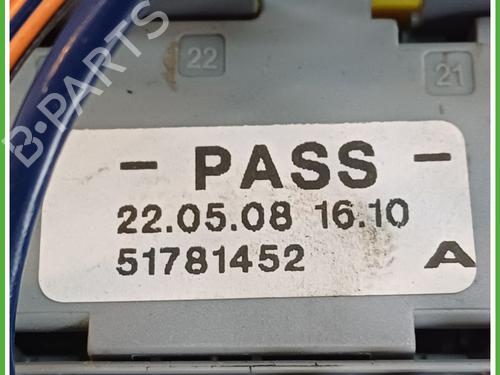 22
21
- PASS -
22.05.08 16.10
51781452 A
B-PARTS